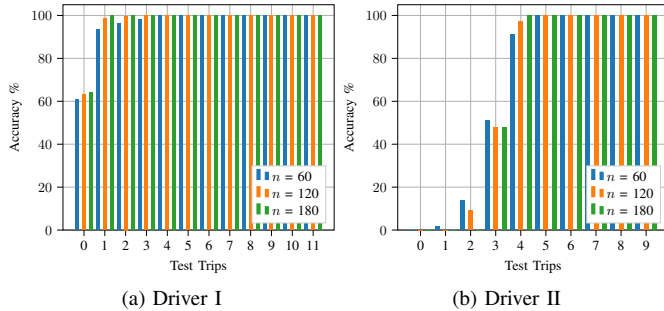 100
80
60
40
20
0
Accuracy %
n = 60
n = 120
n = 180
0 1 2 3 4 5 6 7 8 9 10 11
Test Trips
(a) Driver I
100
80
60
40
20
0
Accuracy %
n = 60
n = 120
n = 180
0 1 2 3 4 5 6 7 8 9
Test Trips
(b) Driver II